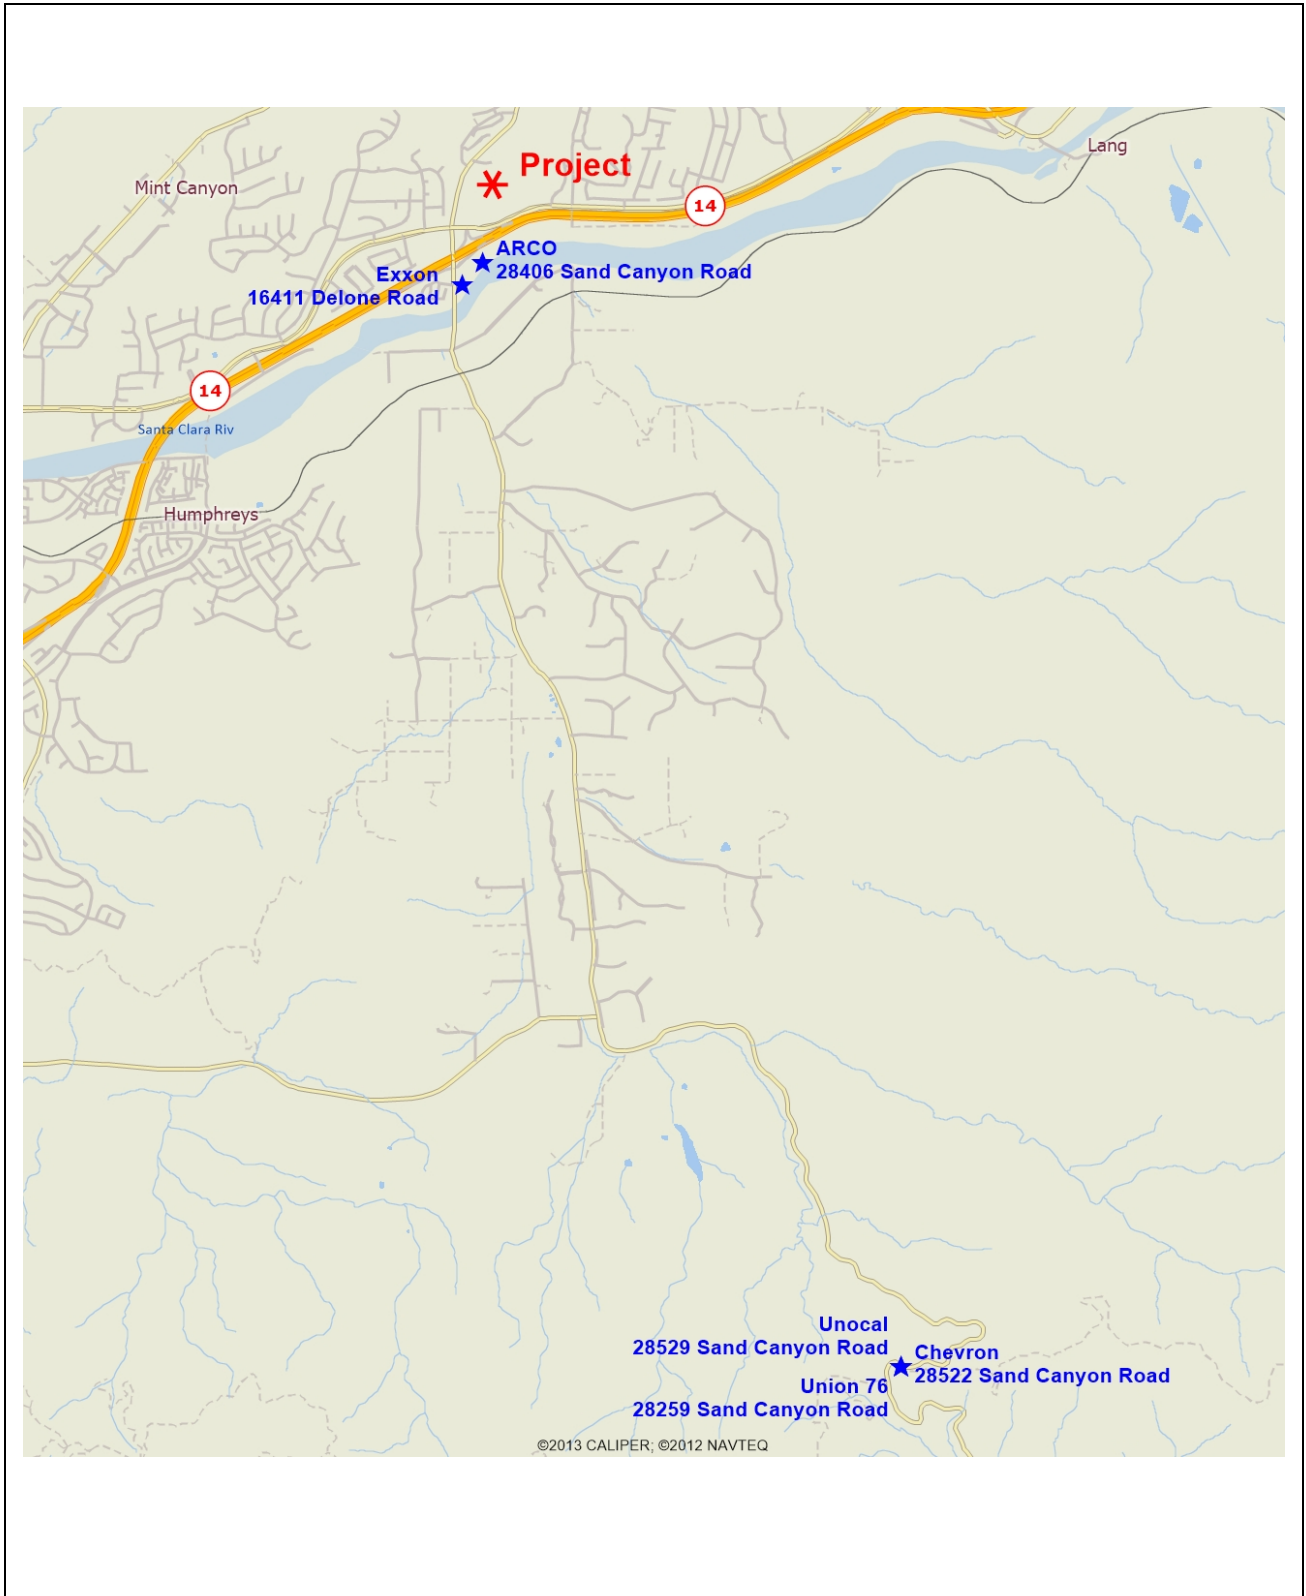 Lang
Project
Mint Canyon
14
ARCO
28406 Sand Canyon Road
Exxon
16411 Delone Road
14
Santa Clara Riv
Humphreys
Unocal
28529 Sand Canyon Road
Chevron
28522 Sand Canyon Road
Union 76
28259 Sand Canyon Road
©2013 CALIPER; ©2012 NAVTEQ